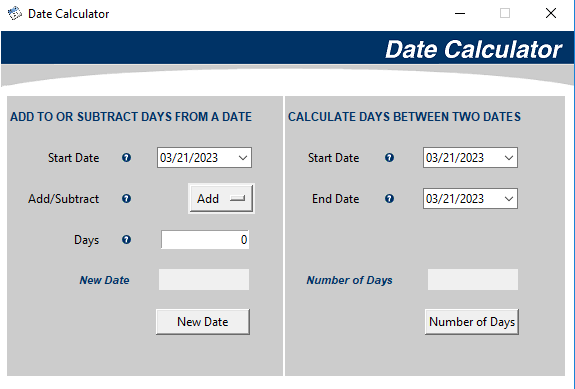 Date Calculator
Date Calculator
ADD TO OR SUBTRACT DAYS FROM A DATE
Start Date ? 03/21/2023
Add/Subtract ? Add
Days ? 0
New Date
New Date
CALCULATE DAYS BETWEEN TWO DATES
Start Date ? 03/21/2023
End Date ? 03/21/2023
Number of Days
Number of Days